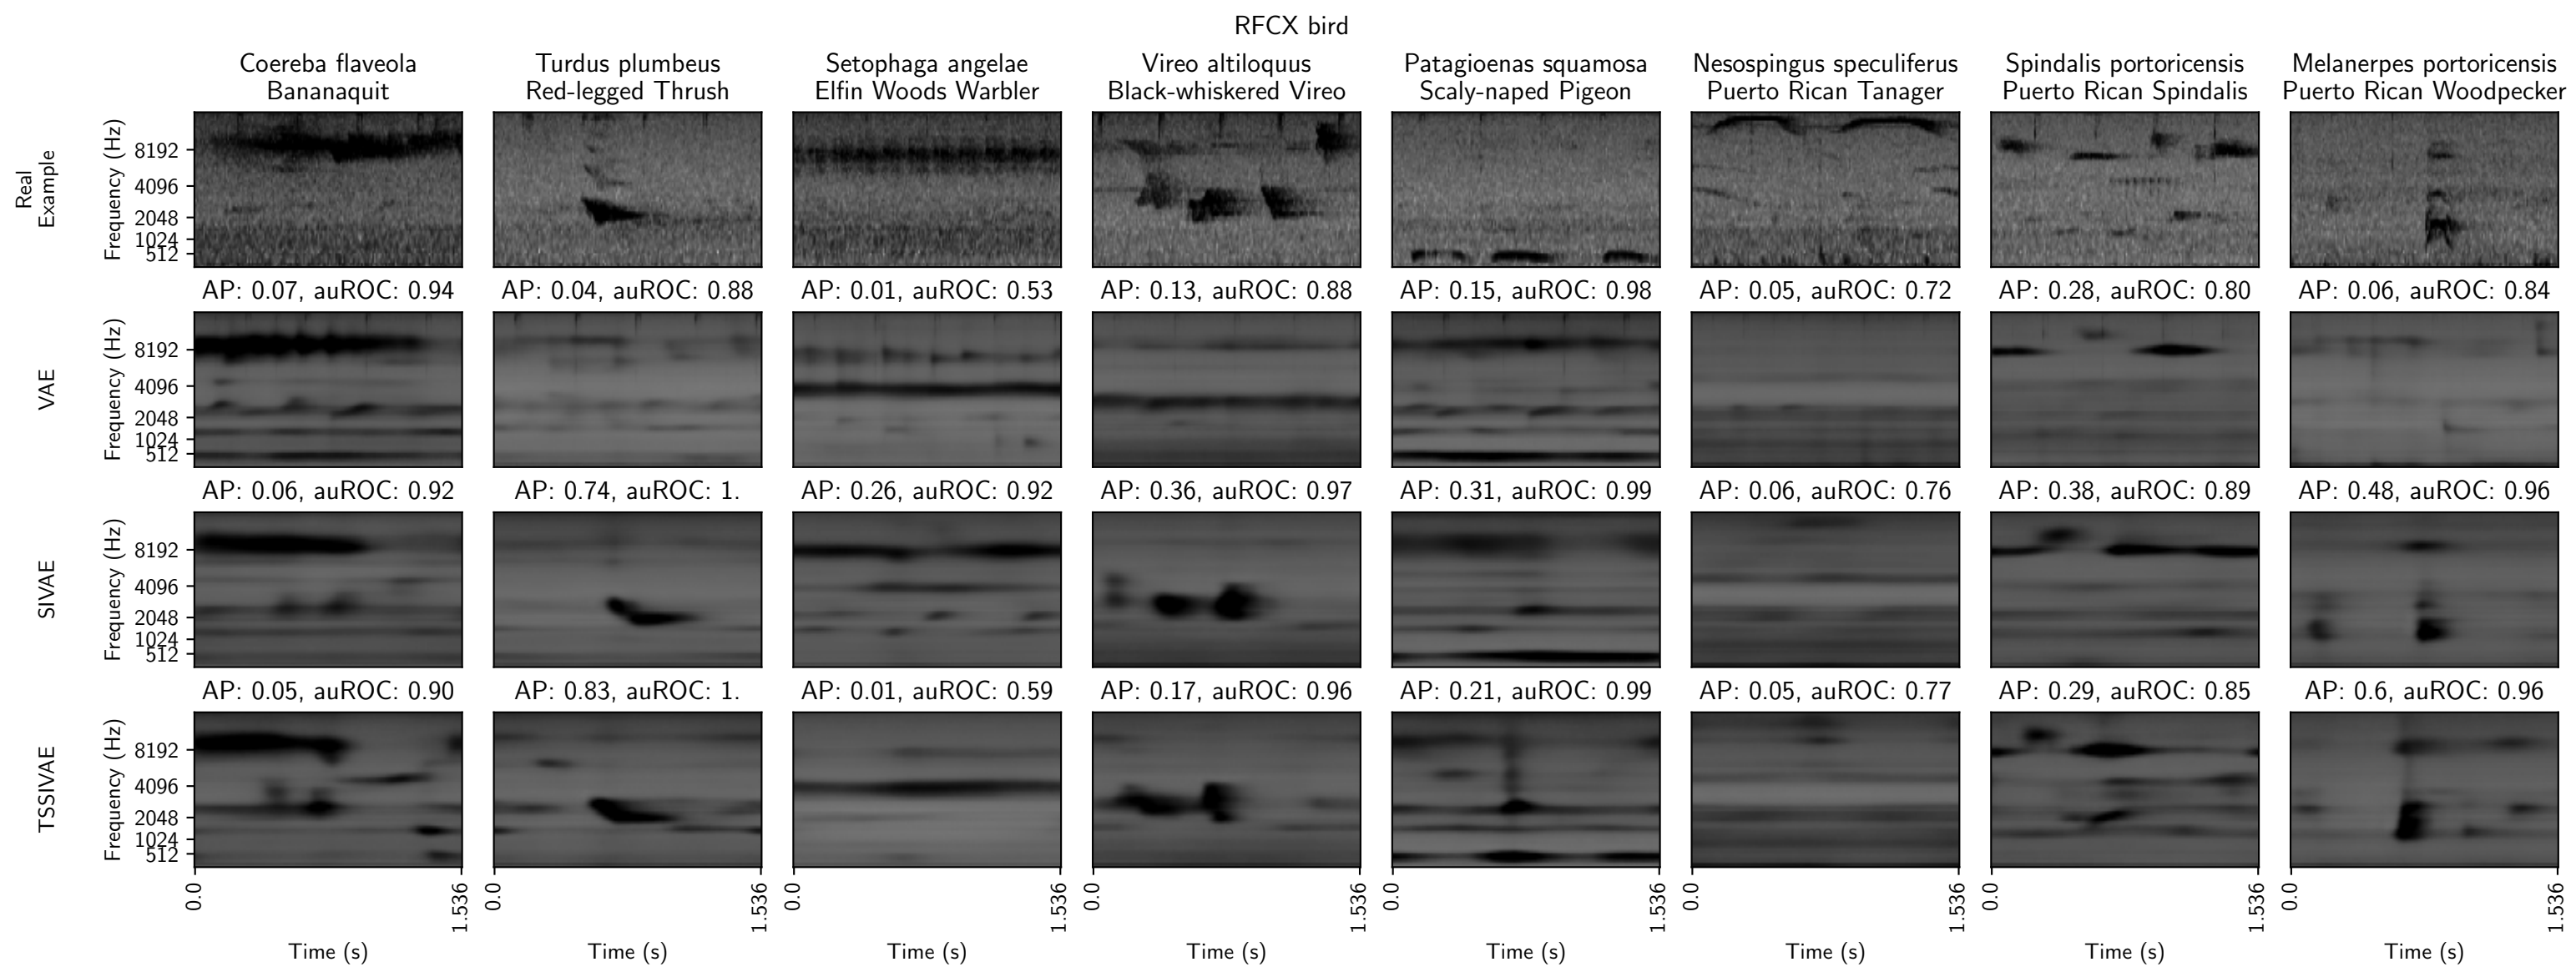 RFCX bird
Coereba flaveola
Bananaquit
Turdus plumbeus
Red-legged Thrush
Setophaga angelae
Elfin Woods Warbler
Vireo altiloquus
Black-whiskered Vireo
Patagioenas squamosa
Scaly-naped Pigeon
Nesospingus speculiferus
Puerto Rican Tanager
Spindalis portoricensis
Puerto Rican Spindalis
Melanerpes portoricensis
Puerto Rican Woodpecker
Real
Example
Frequency (Hz)
8192
4096
2048
1024
512
AP: 0.07, auROC: 0.94
AP: 0.04, auROC: 0.88
AP: 0.01, auROC: 0.53
AP: 0.13, auROC: 0.88
AP: 0.15, auROC: 0.98
AP: 0.05, auROC: 0.72
AP: 0.28, auROC: 0.80
AP: 0.06, auROC: 0.84
VAE
Frequency (Hz)
8192
4096
2048
1024
512
AP: 0.06, auROC: 0.92
AP: 0.74, auROC: 1.
AP: 0.26, auROC: 0.92
AP: 0.36, auROC: 0.97
AP: 0.31, auROC: 0.99
AP: 0.06, auROC: 0.76
AP: 0.38, auROC: 0.89
AP: 0.48, auROC: 0.96
SIVAE
Frequency (Hz)
8192
4096
2048
1024
512
AP: 0.05, auROC: 0.90
AP: 0.83, auROC: 1.
AP: 0.01, auROC: 0.59
AP: 0.17, auROC: 0.96
AP: 0.21, auROC: 0.99
AP: 0.05, auROC: 0.77
AP: 0.29, auROC: 0.85
AP: 0.6, auROC: 0.96
TSSIVAE
Frequency (Hz)
8192
4096
2048
1024
512
0.0
1.536
0.0
1.536
0.0
1.536
0.0
1.536
0.0
1.536
0.0
1.536
0.0
1.536
0.0
1.536
Time (s)
Time (s)
Time (s)
Time (s)
Time (s)
Time (s)
Time (s)
Time (s)